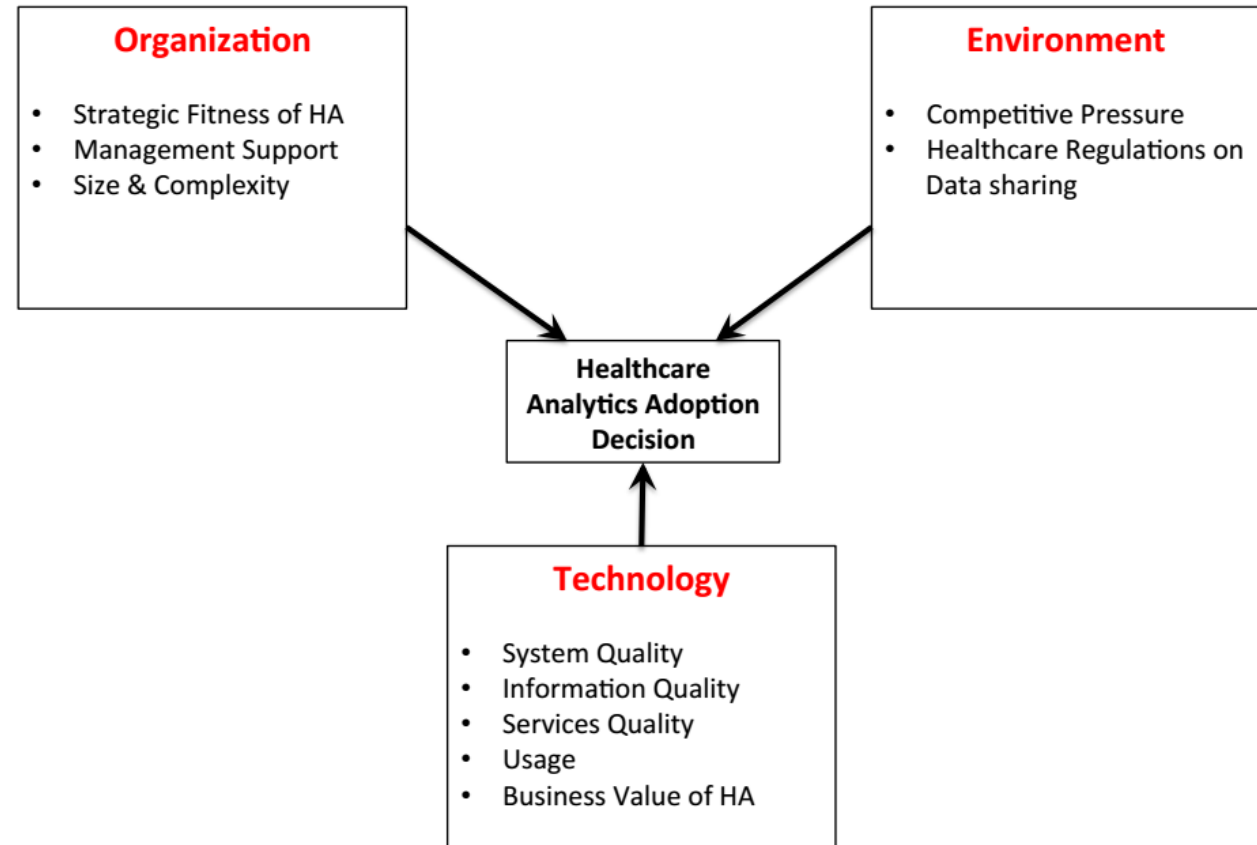 Organization
• Strategic Fitness of HA
• Management Support
• Size & Complexity
Environment
• Competitive Pressure
• Healthcare Regulations on
Data sharing
Healthcare
Analytics Adoption
Decision
Technology
• System Quality
• Information Quality
• Services Quality
• Usage
• Business Value of HA